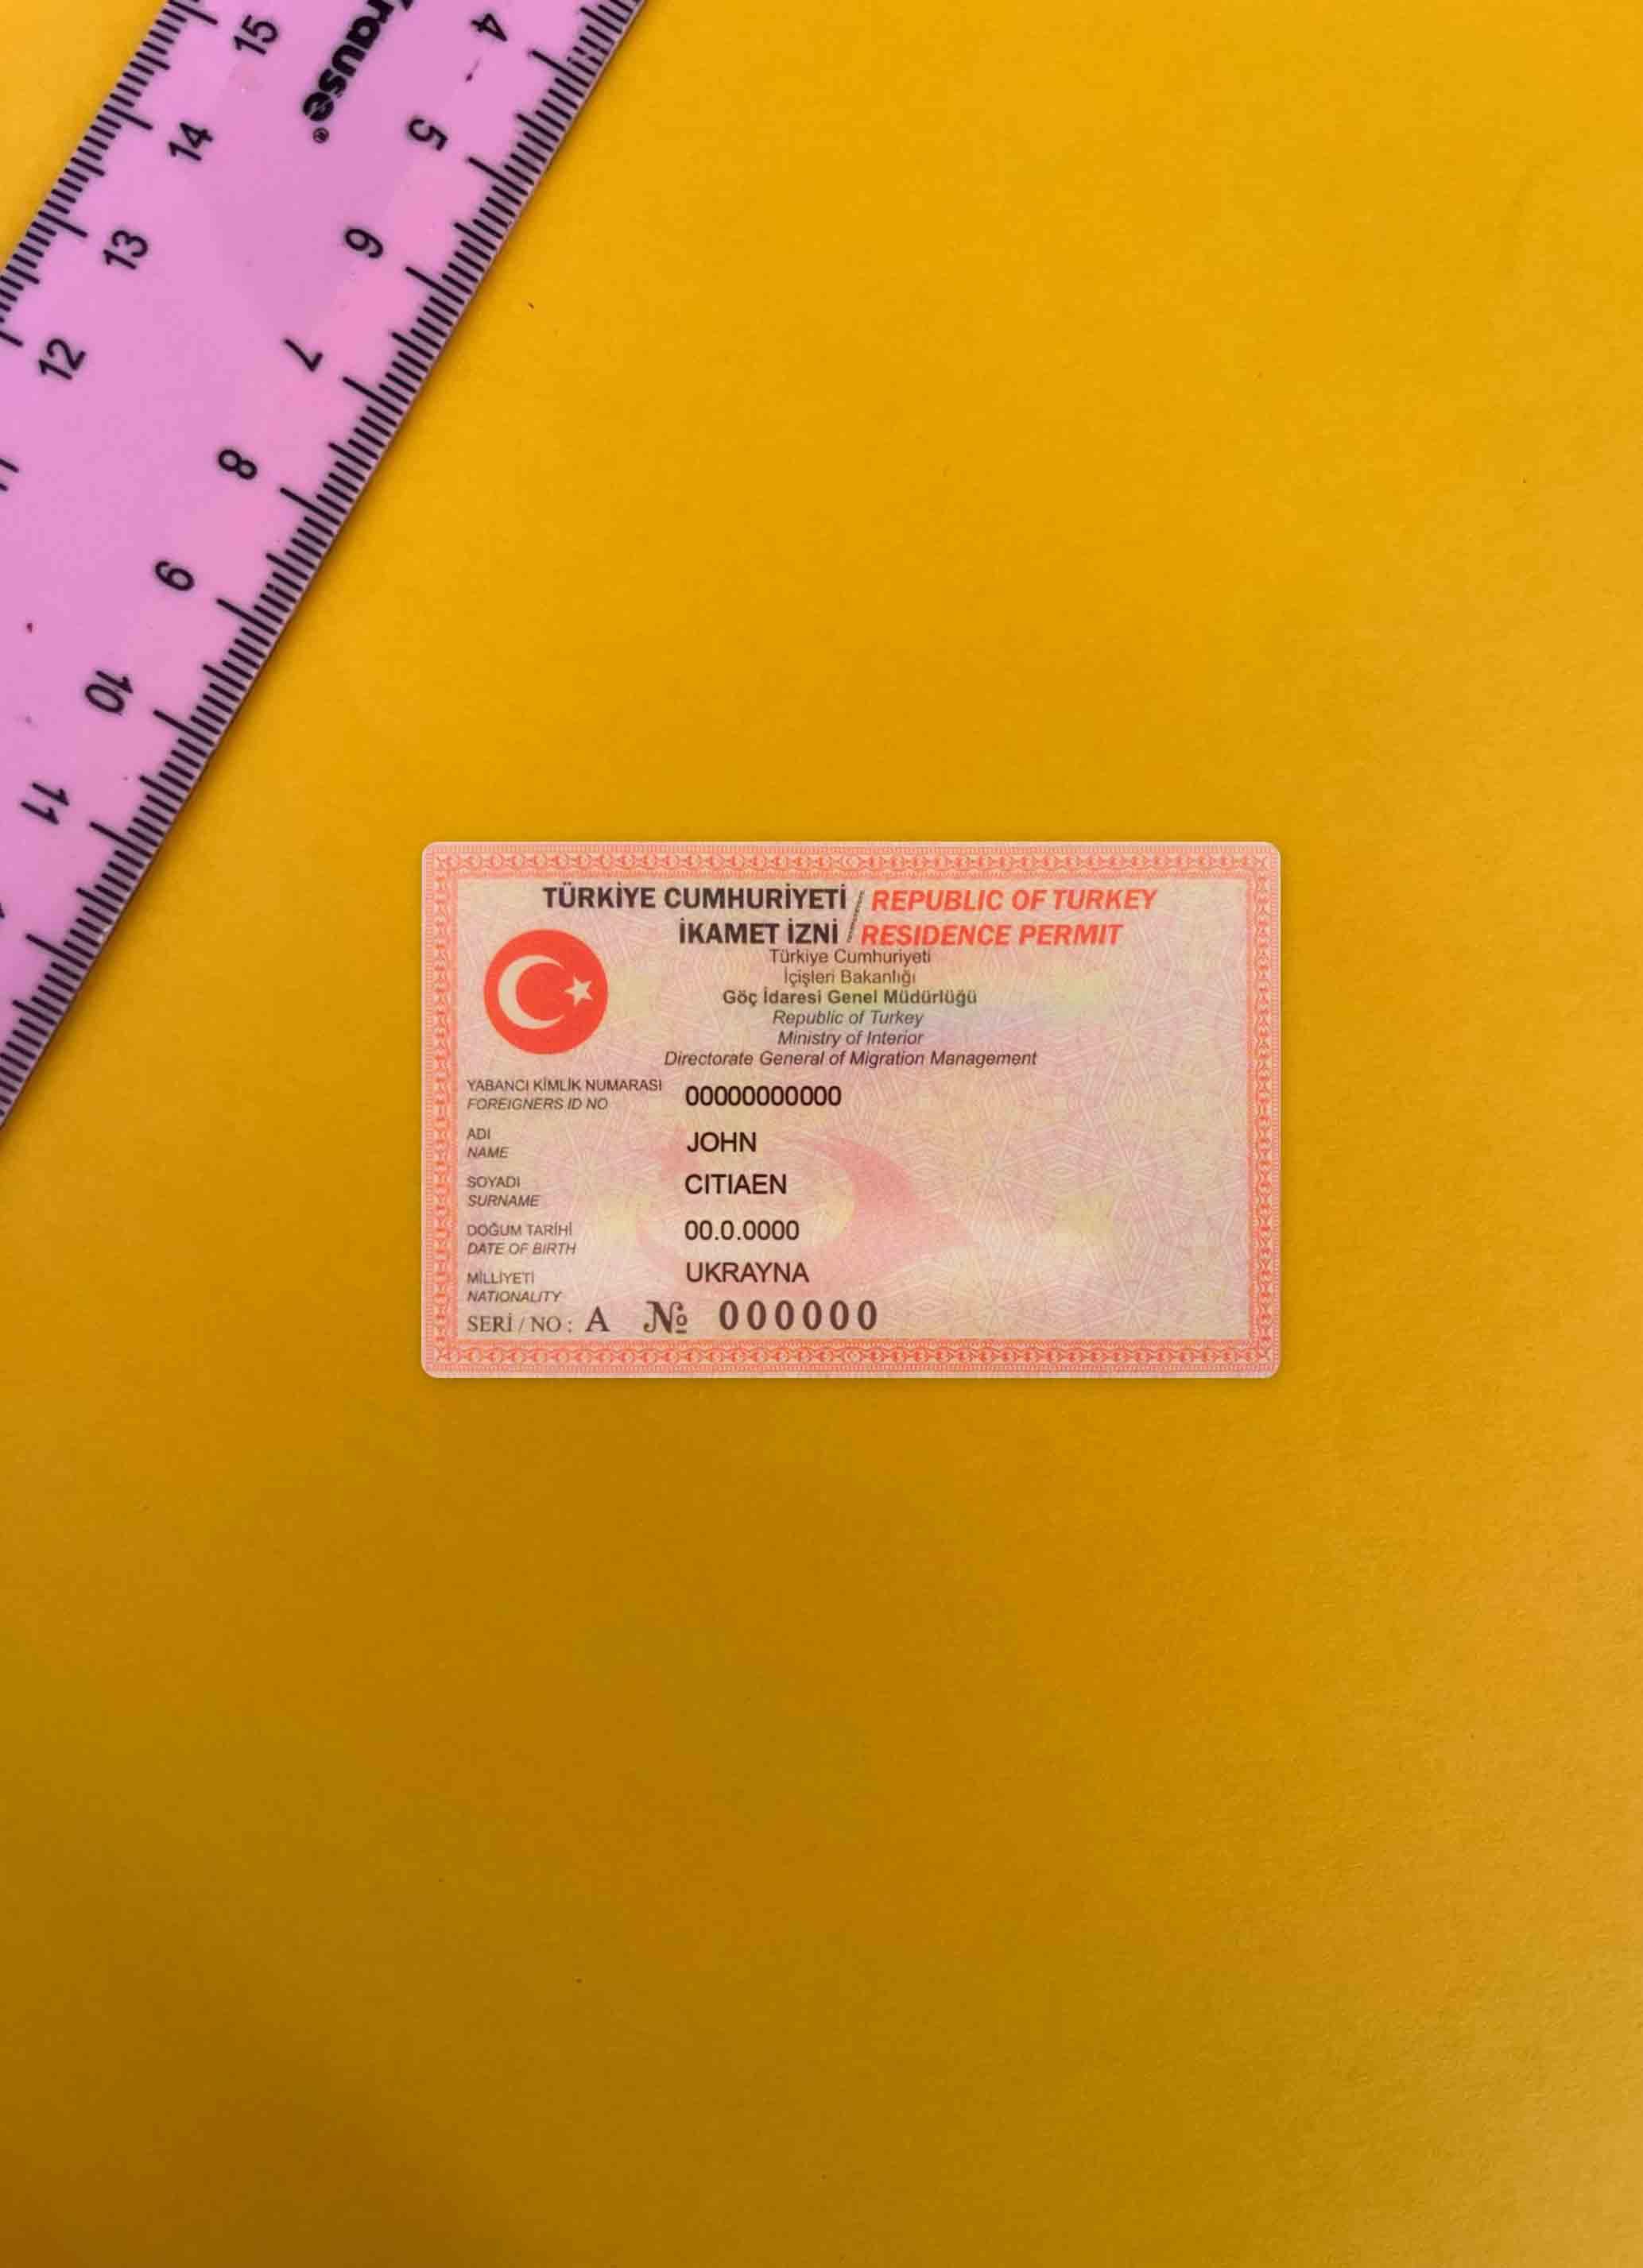 15
14
13
12
rause®
4
5
6
7
8
9
10
11
TÜRKİYE CUMHURİYETİ / REPUBLIC OF TURKEY
İKAMET İZNİ / RESIDENCE PERMIT
Türkiye Cumhuriyeti
İçişleri Bakanlığı
Göç İdaresi Genel Müdürlüğü
Republic of Turkey
Ministry of Interior
Directorate General of Migration Management
YABANCI KİMLİK NUMARASI
FOREIGNERS ID NO
00000000000
ADI
NAME
JOHN
SOYADI
SURNAME
CITIAEN
DOĞUM TARİHİ
DATE OF BIRTH
00.0.0000
MİLLİYETİ
NATIONALITY
UKRAYNA
SERİ / NO : A № 000000